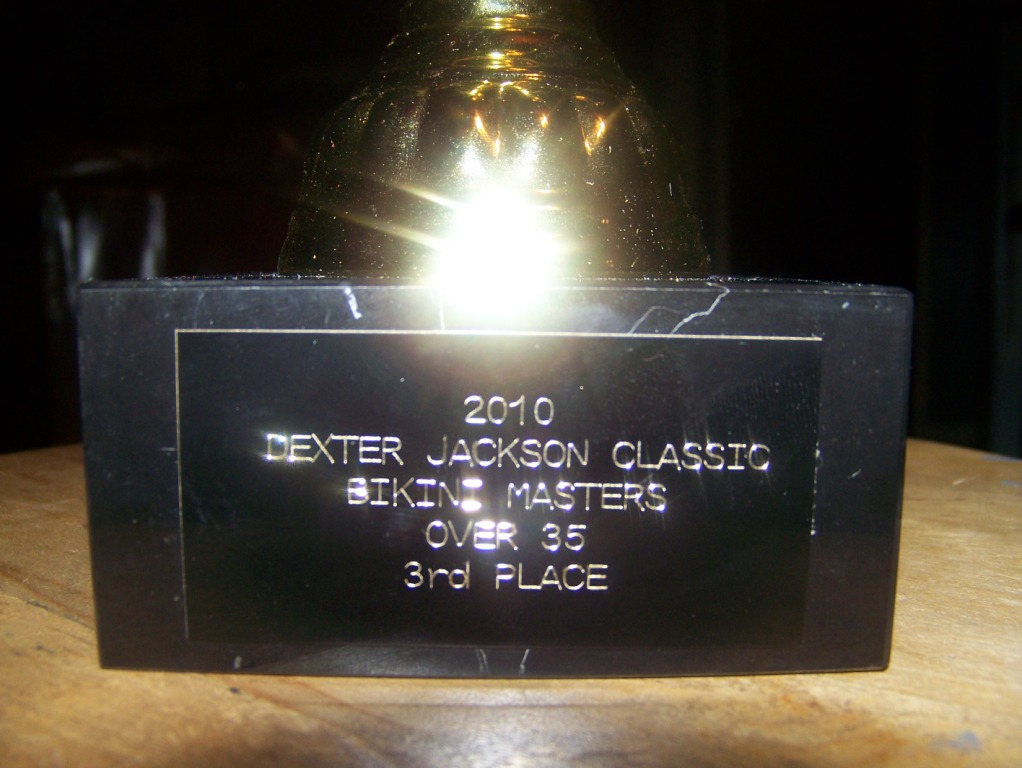 2010
DEXTER JACKSON CLASSIC
BIKINI MASTERS
OVER 35
3rd PLACE